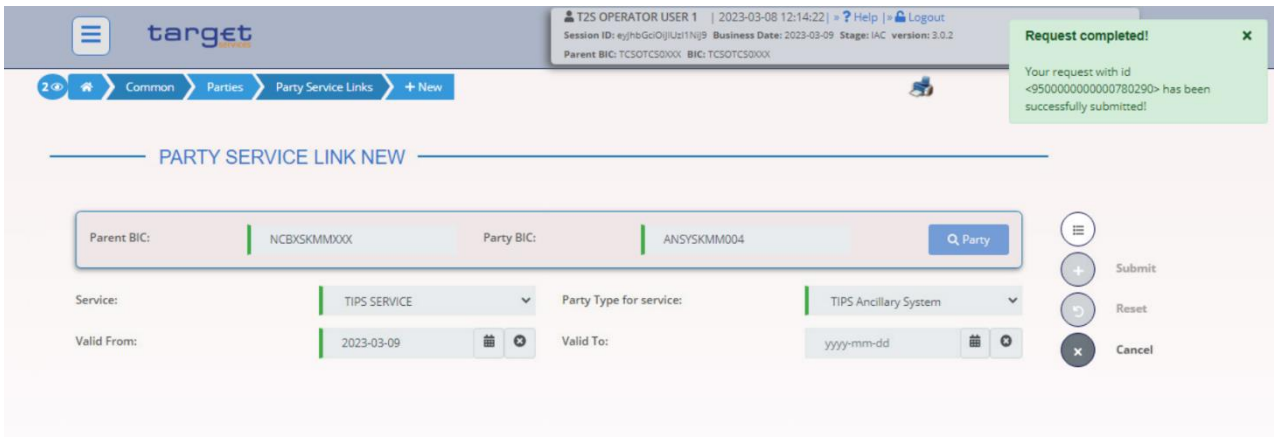 target
services
T2S OPERATOR USER 1 | 2023-03-08 12:14:22| » ? Help |» Logout
Session ID: eyJhbGciOiJIUzI1NiJ9 Business Date: 2023-03-09 Stage: IAC version: 3.0.2
Parent BIC: TCSOTCS0XXX BIC: TCSOTCS0XXX
Request completed! x
Your request with id
<9500000000000780290> has been
successfully submitted!
2 Common Parties Party Service Links + New
PARTY SERVICE LINK NEW
Parent BIC: NCBXSKMMXXX Party BIC: ANSYSKMM004 Party
Submit
Service: TIPS SERVICE Party Type for service: TIPS Ancillary System
Reset
Valid From: 2023-03-09 Valid To: yyyy-mm-dd
Cancel